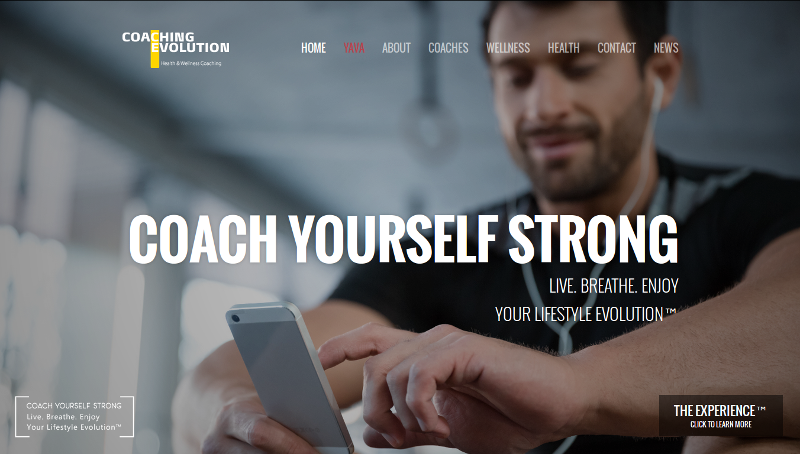 COACHING
EVOLUTION
Health & Wellness Coaching
HOME YAVA ABOUT COACHES WELLNESS HEALTH CONTACT NEWS
COACH YOURSELF STRONG
LIVE. BREATHE. ENJOY
YOUR LIFESTYLE EVOLUTION™
COACH YOURSELF STRONG
Live. Breathe. Enjoy
Your Lifestyle Evolution™
THE EXPERIENCE ™
CLICK TO LEARN MORE